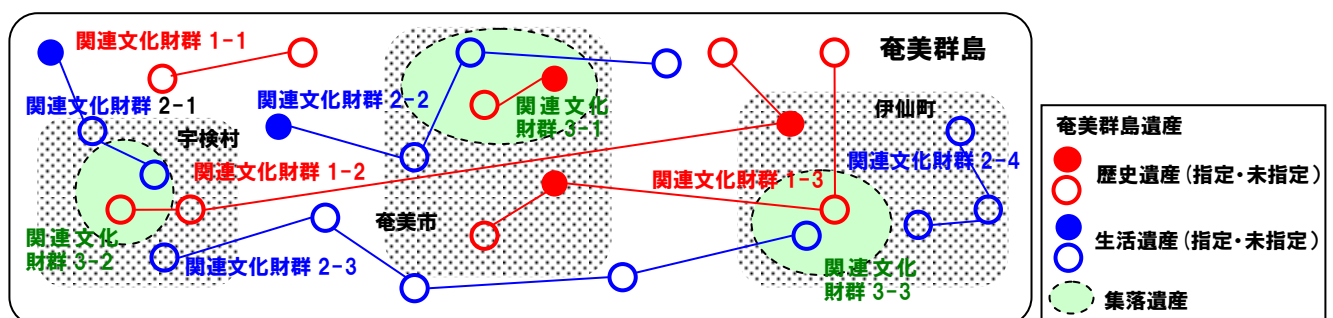 関連文化財群 1-1
奄美群島
関連文化財群 2-1
関連文化財群 2-2
関連文化
財群 3-1
伊仙町
宇検村
関連文化財群 1-2
関連文化財群 1-3
関連文化財群 2-4
奄美市
関連文化
財群 3-2
関連文化財群 2-3
関連文化
財群 3-3
奄美群島遺産
歴史遺産(指定・未指定)
生活遺産(指定・未指定)
集落遺産